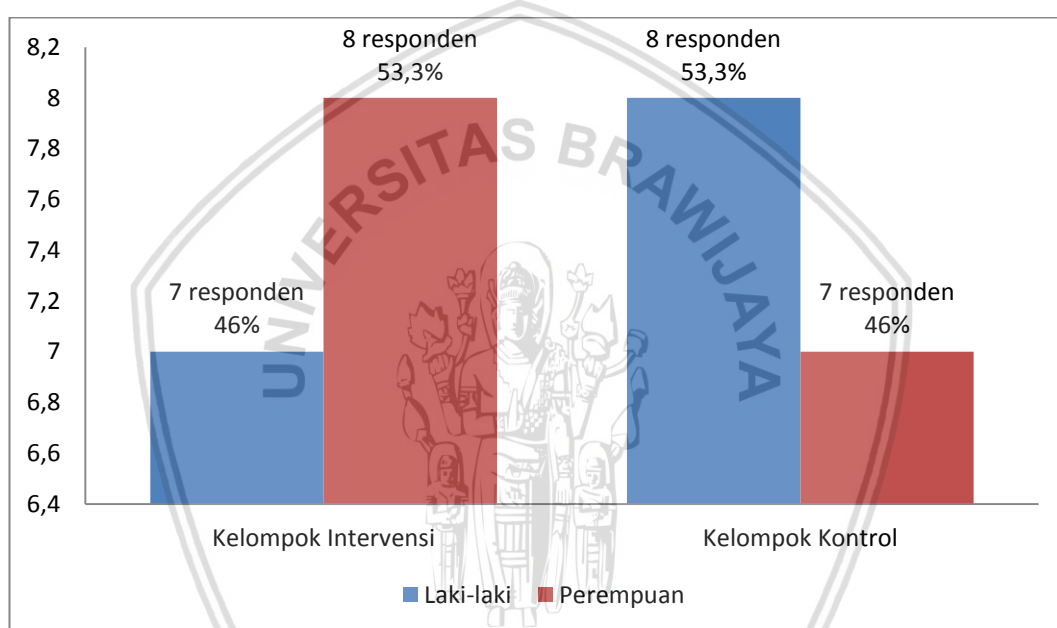 8 responden
53,3%
8 responden
53,3%
8,2
8
7,8
7,6
7,4
7,2
7
6,8
6,6
6,4
7 responden
46%
7 responden
46%
UNIVERSITAS BRAWIJAYA
Kelompok Intervensi
Kelompok Kontrol
Laki-laki
Perempuan